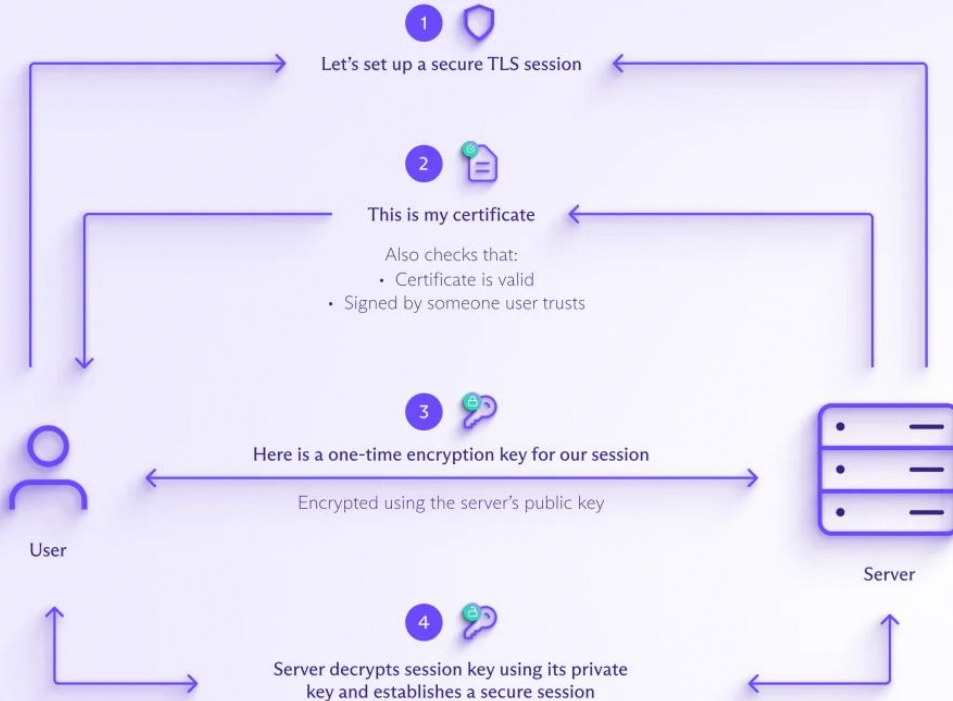 1
Let's set up a secure TLS session
2
This is my certificate
Also checks that:
• Certificate is valid
• Signed by someone user trusts
3
Here is a one-time encryption key for our session
Encrypted using the server's public key
User
Server
4
Server decrypts session key using its private
key and establishes a secure session